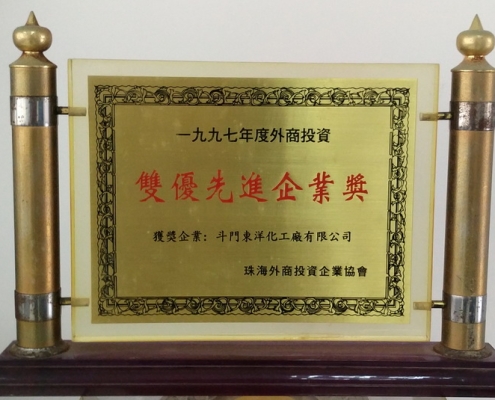 一九九七年度外商投資
雙優先進企業獎
獲獎企業：斗門東洋化工廠有限公司
珠海外商投資企業協會